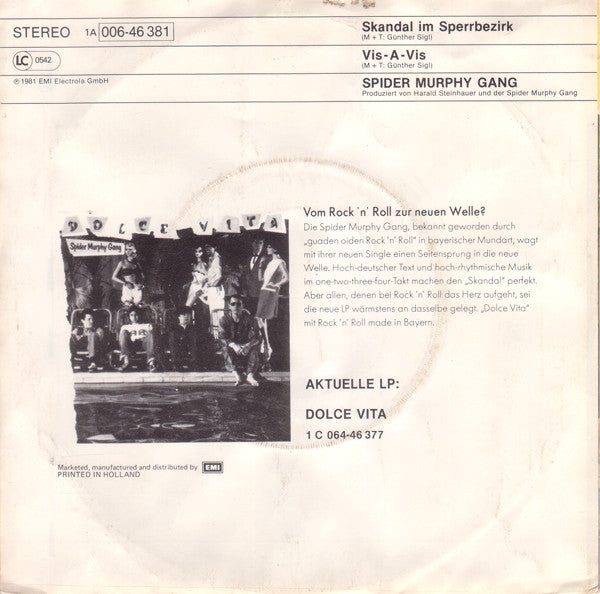 STEREO 1A 006-46 381
LC 0542
℗ 1981 EMI Electrola GmbH
Skandal im Sperrbezirk
(M + T: Günther Sigl)
Vis-A-Vis
(M + T: Günther Sigl)
SPIDER MURPHY GANG
Produziert von Harald Steinhauer und der Spider Murphy Gang
DOLCE VITA
Spider Murphy Gang
Vom Rock 'n' Roll zur neuen Welle?
Die Spider Murphy Gang, bekannt geworden durch
„guaden oiden Rock 'n' Roll" in bayerischer Mundart, wagt
mit ihrer neuen Single einen Seitensprung in die neue
Welle. Hoch-deutscher Text und hoch-rhythmische Musik
im one-two-three-four-Takt machen den „Skandal" perfekt.
Aber allen, denen bei Rock 'n' Roll das Herz aufgeht, sei
die neue LP wärmstens an dasselbe gelegt. „Dolce Vita"
mit Rock 'n' Roll made in Bayern.
AKTUELLE LP:
DOLCE VITA
1 C 064-46 377
Marketed, manufactured and distributed by EMI
PRINTED IN HOLLAND